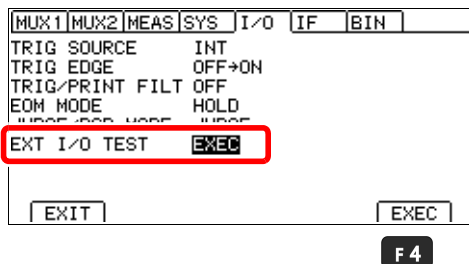 MUX1 MUX2 MEAS SYS I/O IF BIN
TRIG SOURCE INT
TRIG EDGE OFF→ON
TRIG/PRINT FILT OFF
EOM MODE HOLD
EXT I/O TEST EXEC
EXIT EXEC
F4